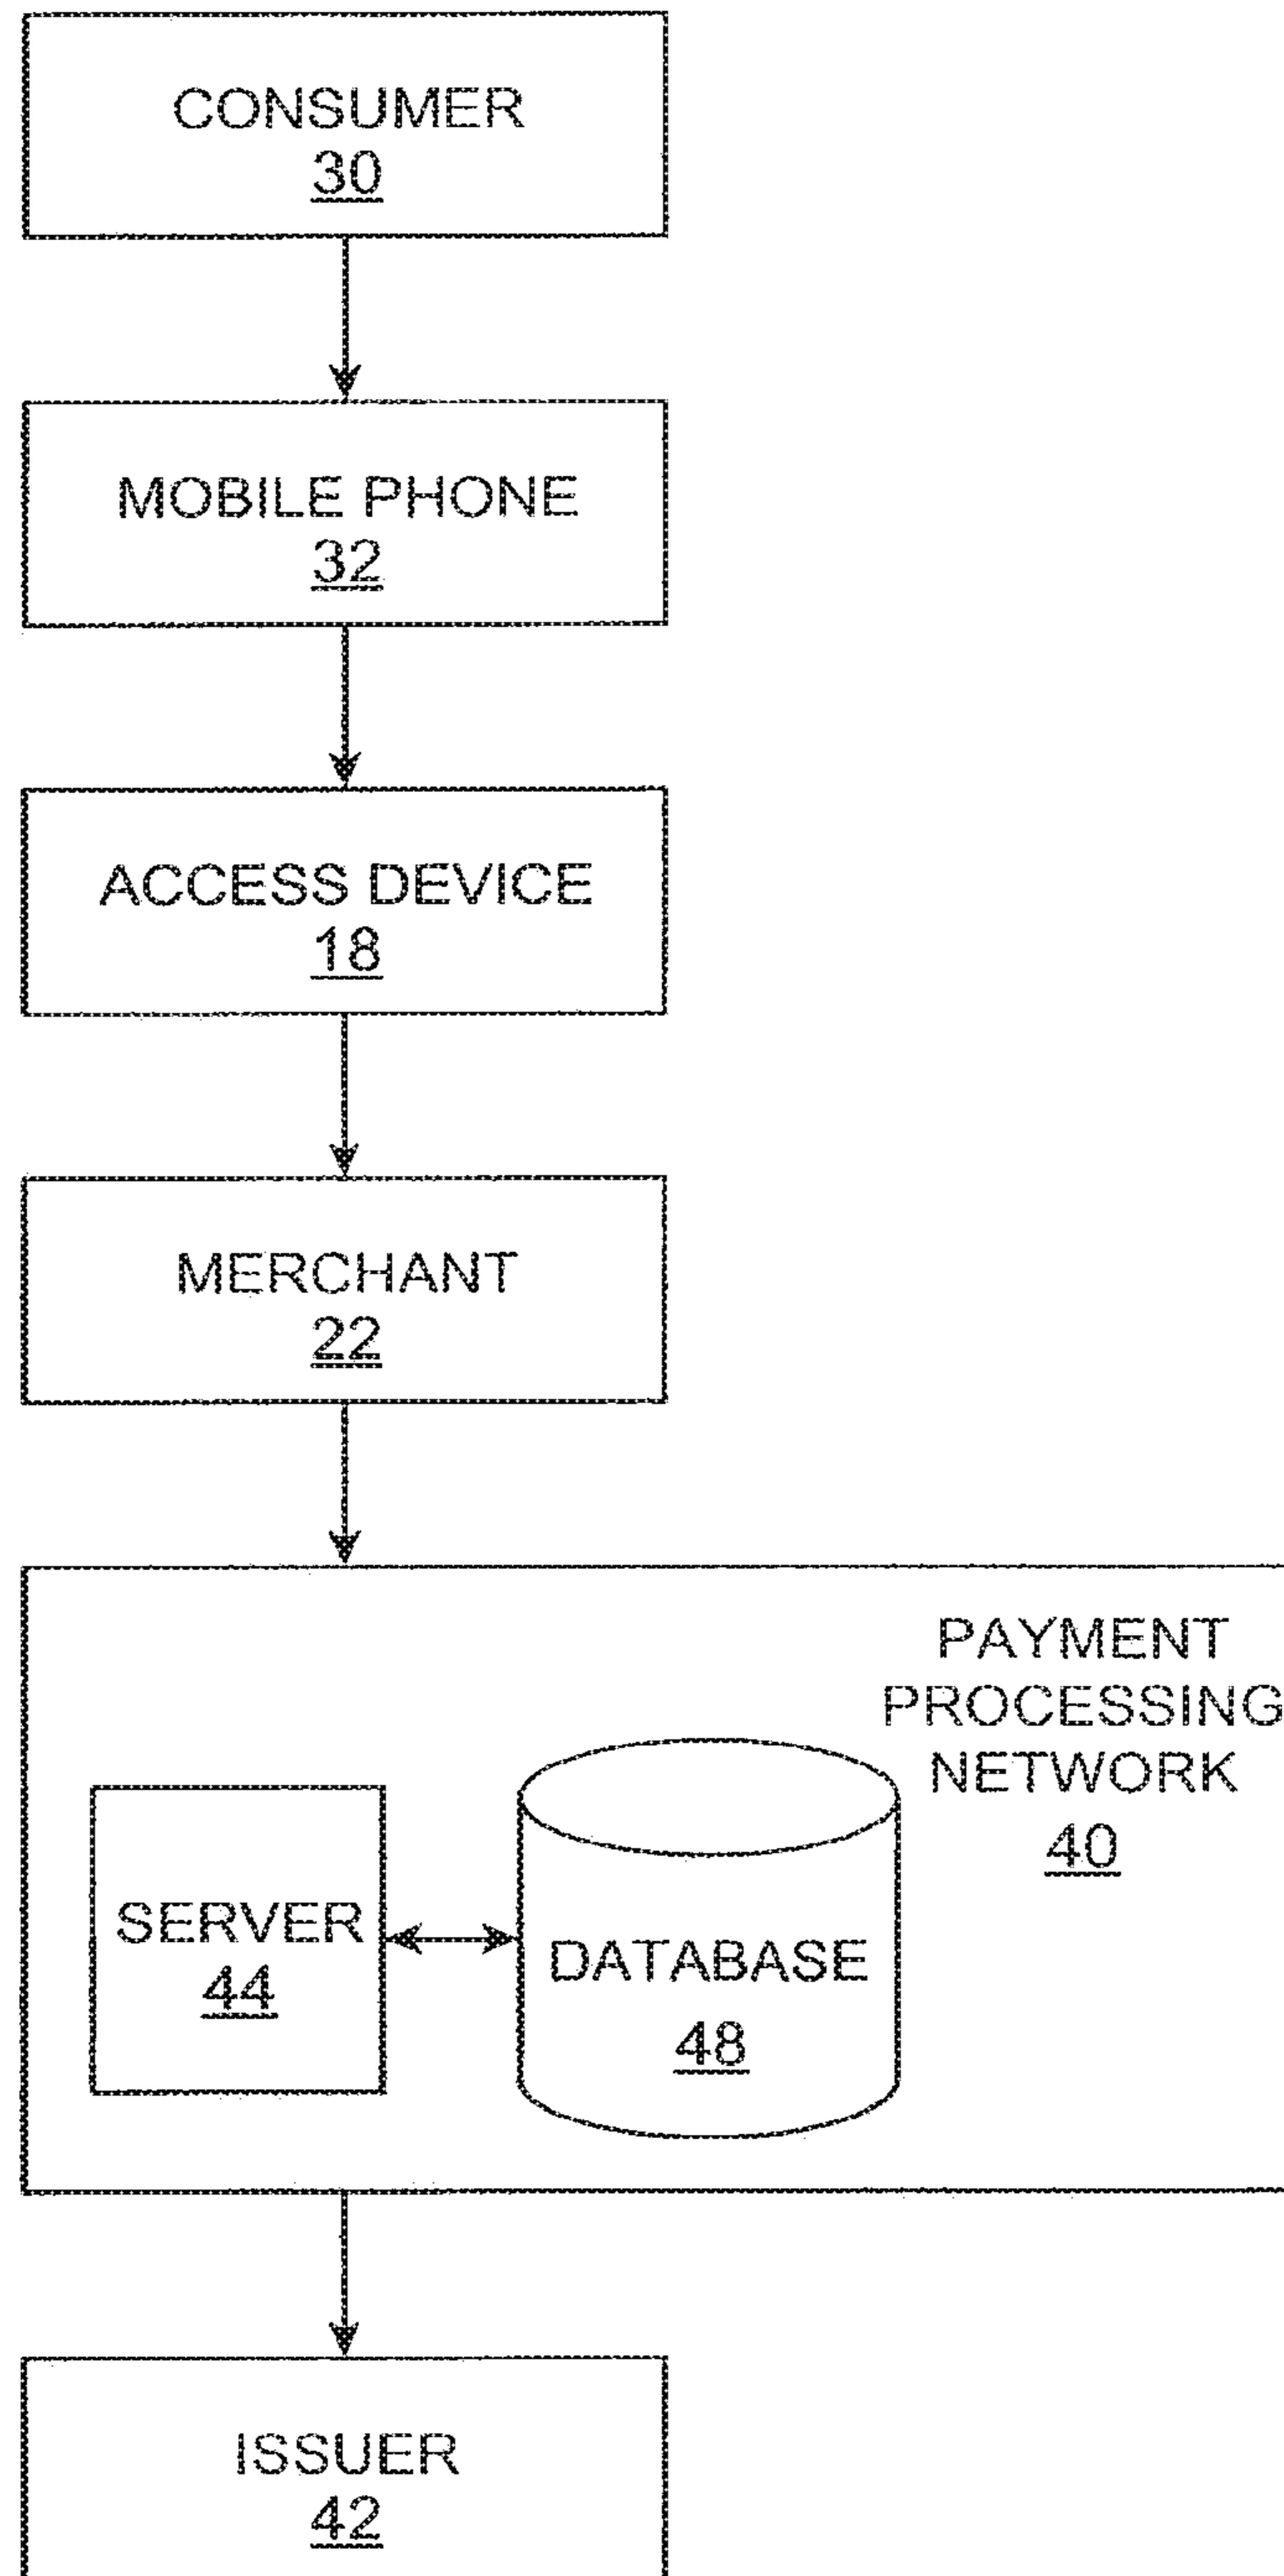 CONSUMER
30
MOBILE PHONE
32
ACCESS DEVICE
18
MERCHANT
22
PAYMENT
PROCESSING
NETWORK
40
SERVER
44
DATABASE
48
ISSUER
42